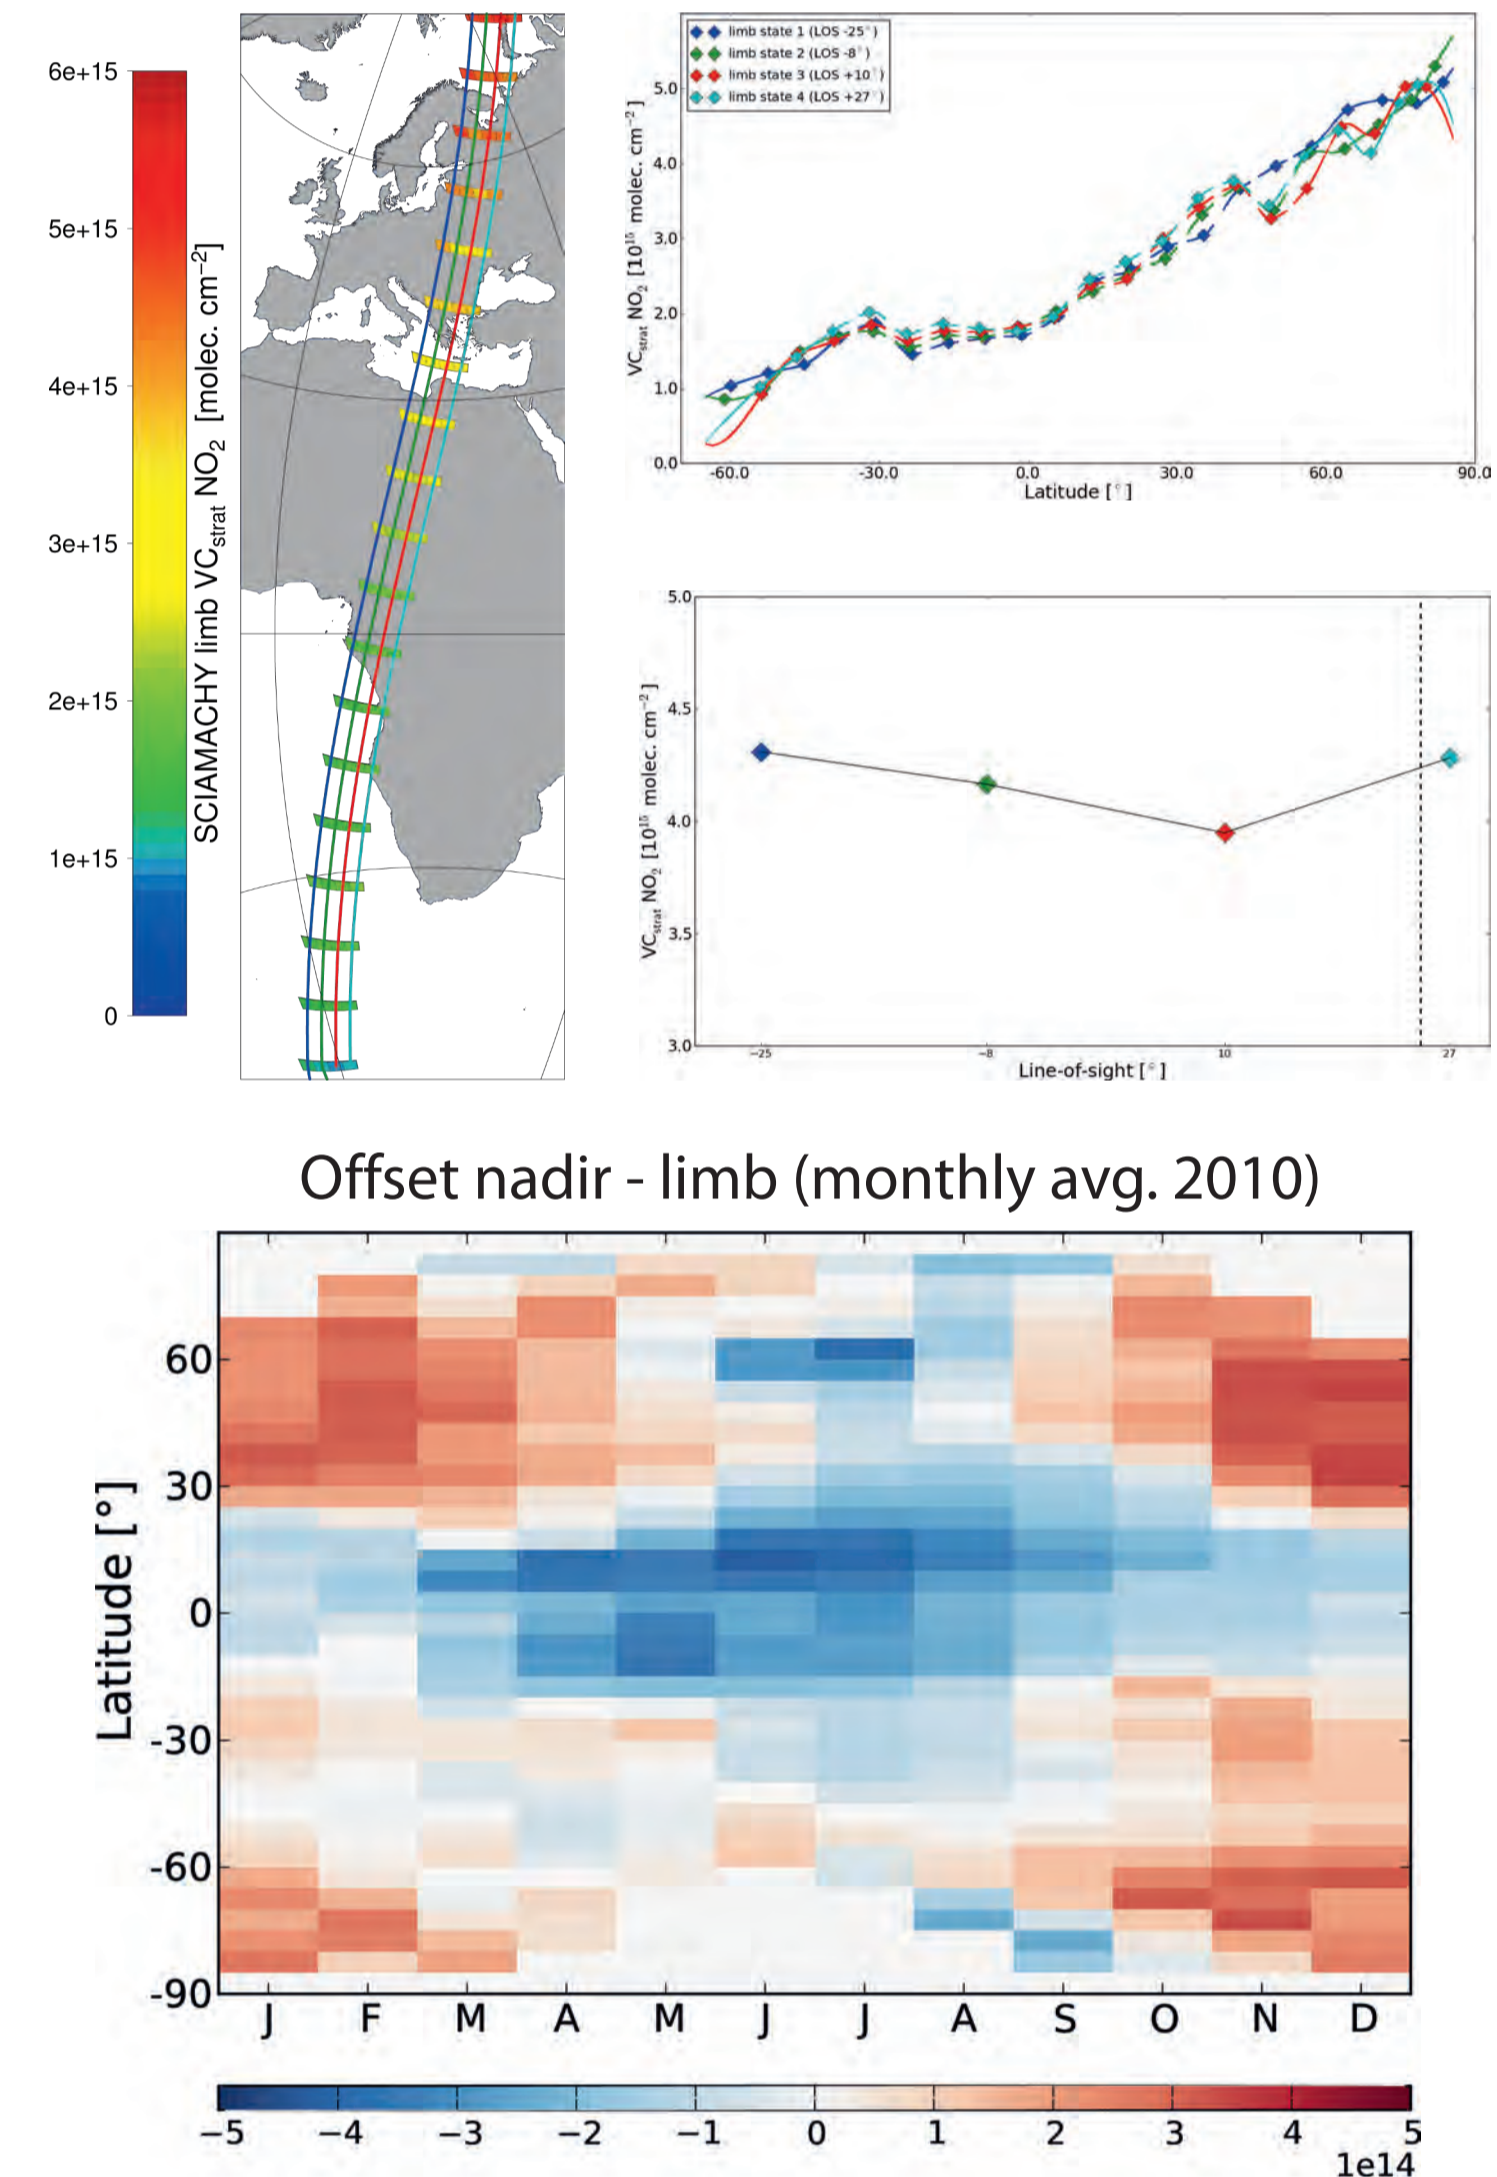 6e+15
5e+15
4e+15
3e+15
2e+15
1e+15
0
SCIAMACHY limb VCstrat NO2 [molec. cm−2]
limb state 1 (LOS -25°)
limb state 2 (LOS -8°)
limb state 3 (LOS +10°)
limb state 4 (LOS +27°)
5.0
4.0
3.0
2.0
1.0
0.0
VCstrat NO2 [10^15 molec. cm−2]
-60.0 -30.0 0.0 30.0 60.0 90.0
Latitude [°]
5.0
4.5
4.0
3.5
3.0
VCstrat NO2 [10^15 molec. cm−2]
−25 −8 10 27
Line-of-sight [°]
Offset nadir - limb (monthly avg. 2010)
60
30
0
-30
-60
-90
Latitude [°]
J F M A M J J A S O N D
−5 −4 −3 −2 −1 0 1 2 3 4 5
1e14